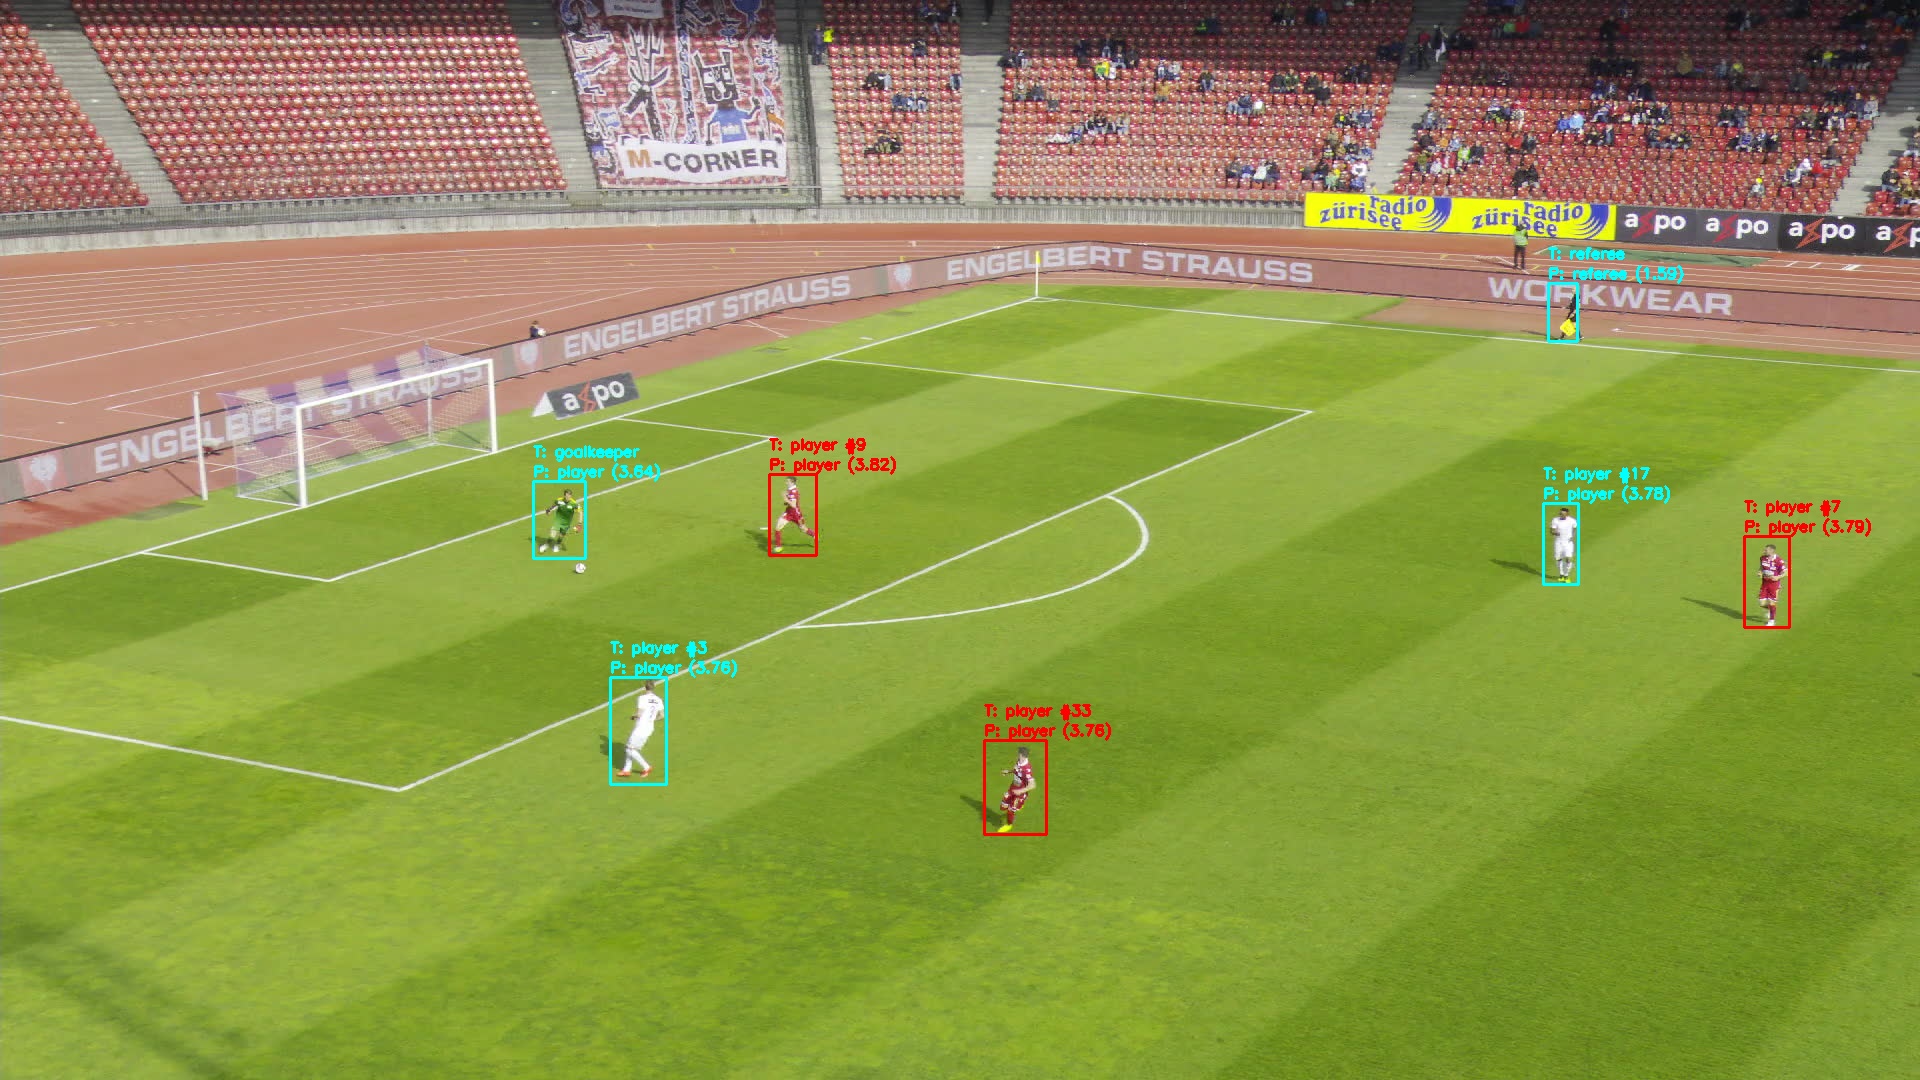 M-CORNER
radio
zürisee
radio
zürisee
aspo
aspo
aspo
ENGELBERT STRAUSS
WORKWEAR
ENGELBERT STRAUSS
ENGELBERT STRAUSS
aspo
T: referee
P: referee (1.59)
T: goalkeeper
P: player (3.64)
T: player #9
P: player (3.82)
T: player #17
P: player (3.78)
T: player #7
P: player (3.79)
T: player #3
P: player (3.76)
T: player #33
P: player (3.76)